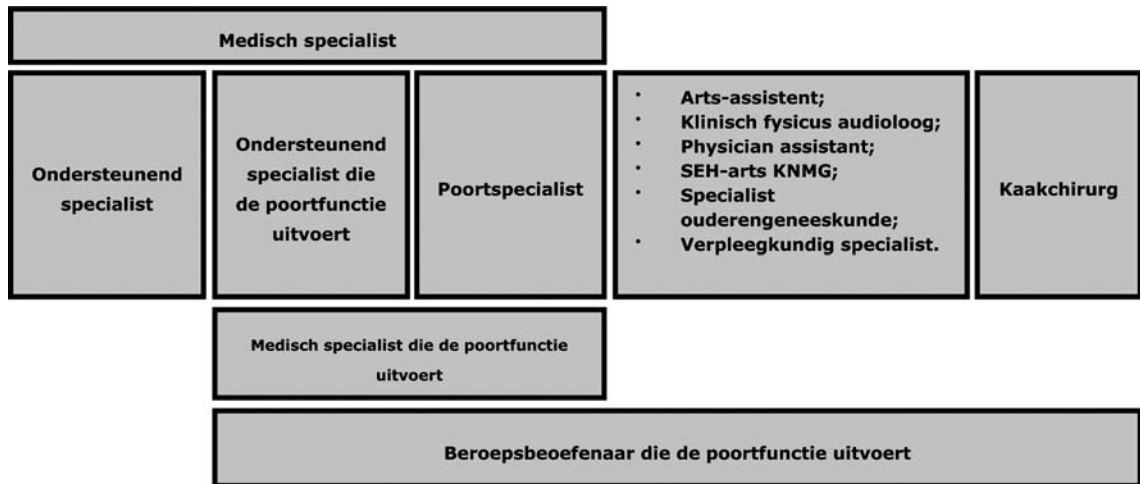 Medisch specialist
Ondersteunend
specialist
Ondersteunend
specialist die
de poortfunctie
uitvoert
Poortspecialist
· Arts-assistent;
· Klinisch fysicus audioloog;
· Physician assistant;
· SEH-arts KNMG;
· Specialist
ouderengeneeskunde;
· Verpleegkundig specialist.
Kaakchirurg
Medisch specialist die de poortfunctie
uitvoert
Beroepsbeoefenaar die de poortfunctie uitvoert